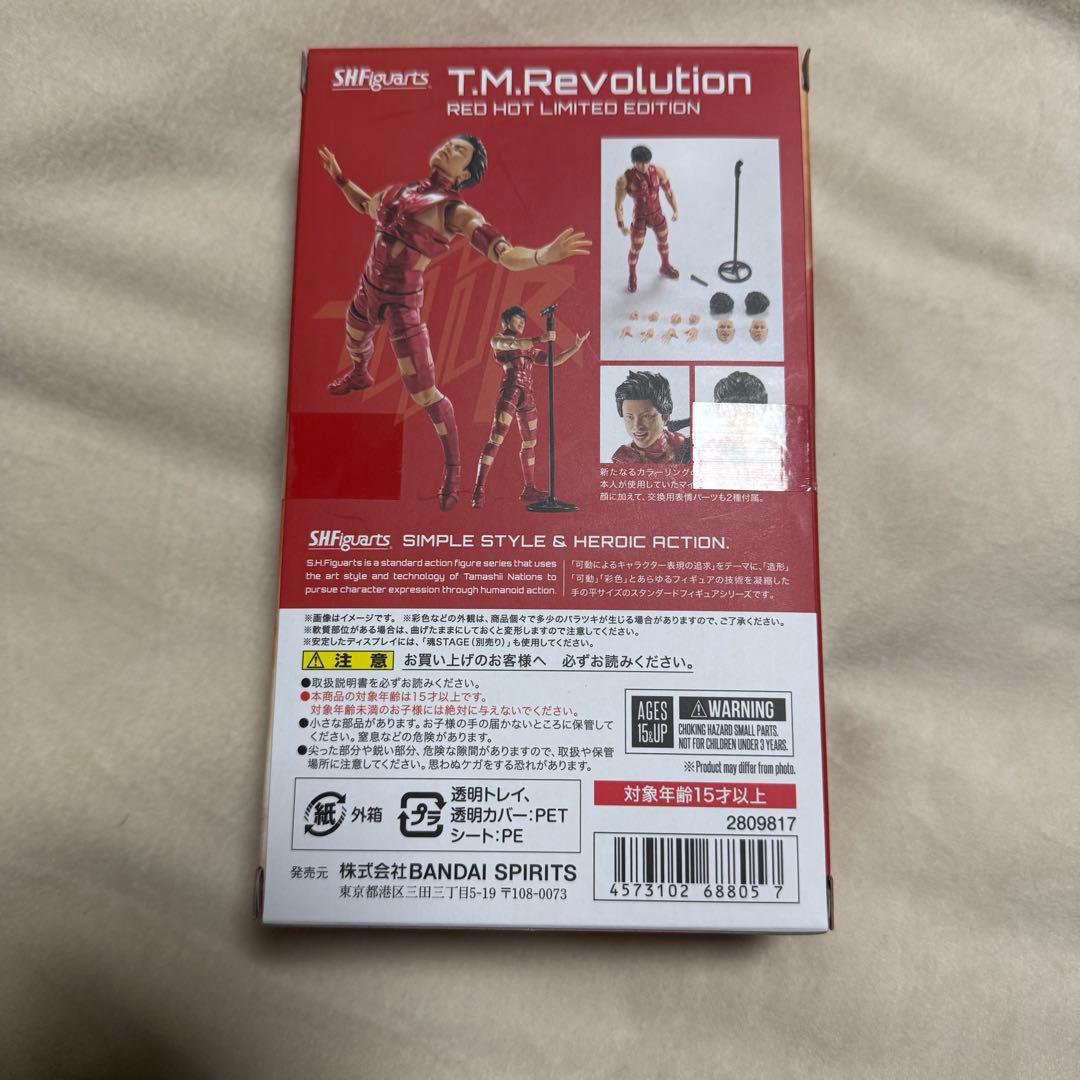 S.H.Figuarts T.M.Revolution
RED HOT LIMITED EDITION
新たなるカラーリング
本人が使用していたマイ
顔に加えて、交換用表情パーツも2種付属。
S.H.Figuarts SIMPLE STYLE & HEROIC ACTION.
S.H.Figuarts is a standard action figure series that uses
the art style and technology of Tamashii Nations to
pursue character expression through humanoid action.
「可動によるキャラクター表現の追求」をテーマに、「造形」
「可動」「彩色」とあらゆるフィギュアの技術を凝縮した
手の平サイズのスタンダードフィギュアシリーズです。
※画像はイメージです。 ※彩色などの外観は、商品個々で多少のバラツキが生じる場合がありますので、ご了承ください。
※軟質部位がある場合は、曲げたままにしておくと変形しますので注意してください。
※安定したディスプレイには、「魂STAGE(別売り)」も使用してください。
注 意 お買い上げのお客様へ 必ずお読みください。
●取扱説明書を必ずお読みください。
●本商品の対象年齢は15才以上です。
対象年齢未満のお子様には絶対に与えないでください。
●小さな部品があります。お子様の手の届かないところに保管して
ください。窒息などの危険があります。
●尖った部分や鋭い部分、危険な隙間がありますので、取扱や保管
場所に注意してください。思わぬケガをする恐れがあります。
AGES
15&UP
WARNING
CHOKING HAZARD SMALL PARTS.
NOT FOR CHILDREN UNDER 3 YEARS.
※Product may differ from photo.
紙 外箱
プラ
透明トレイ、
透明カバー:PET
シート:PE
対象年齢15才以上
2809817
4573102 68805 7
発売元 株式会社BANDAI SPIRITS
東京都港区三田三丁目5-19 〒108-0073